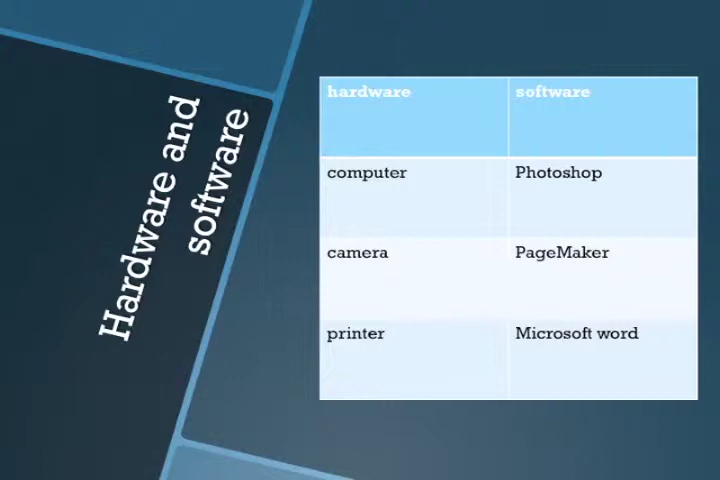 Hardware and
software
hardware software
computer Photoshop
camera PageMaker
printer Microsoft word